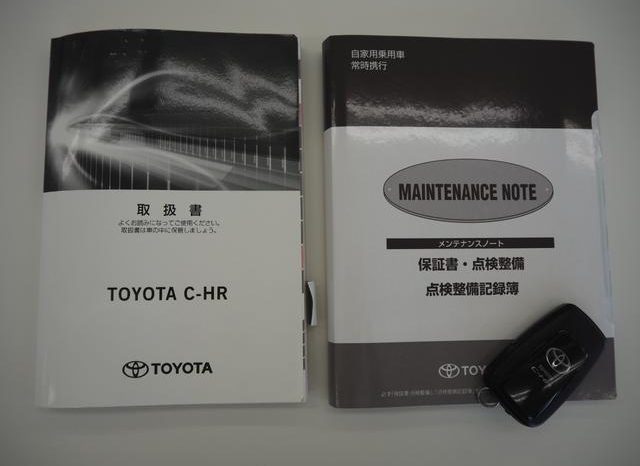 取扱書
よくお読みになってご使用ください。
取扱書は車の中に保管しましょう。
TOYOTA C-HR
TOYOTA
自家用乗用車
常時携行
MAINTENANCE NOTE
メンテナンスノート
保証書・点検整備
点検整備記録簿
TOYO